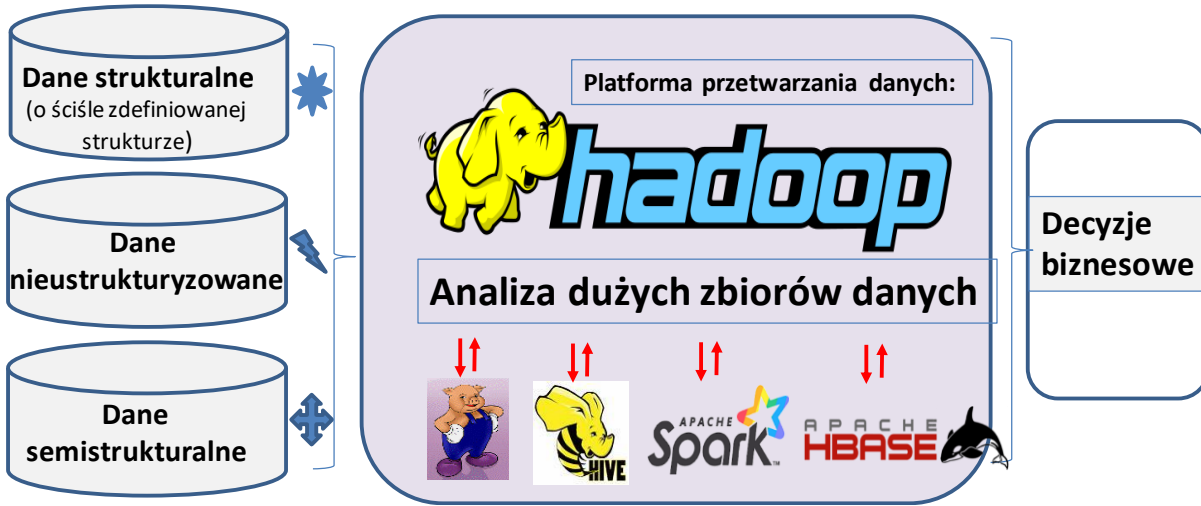 Dane strukturalne
(o ściśle zdefiniowanej
strukturze)
Dane
nieustrukturyzowane
Dane
semistrukturalne
Platforma przetwarzania danych:
hadoop
Analiza dużych zbiorów danych
HIVE
APACHE
Spark™
APACHE
HBASE
Decyzje
biznesowe